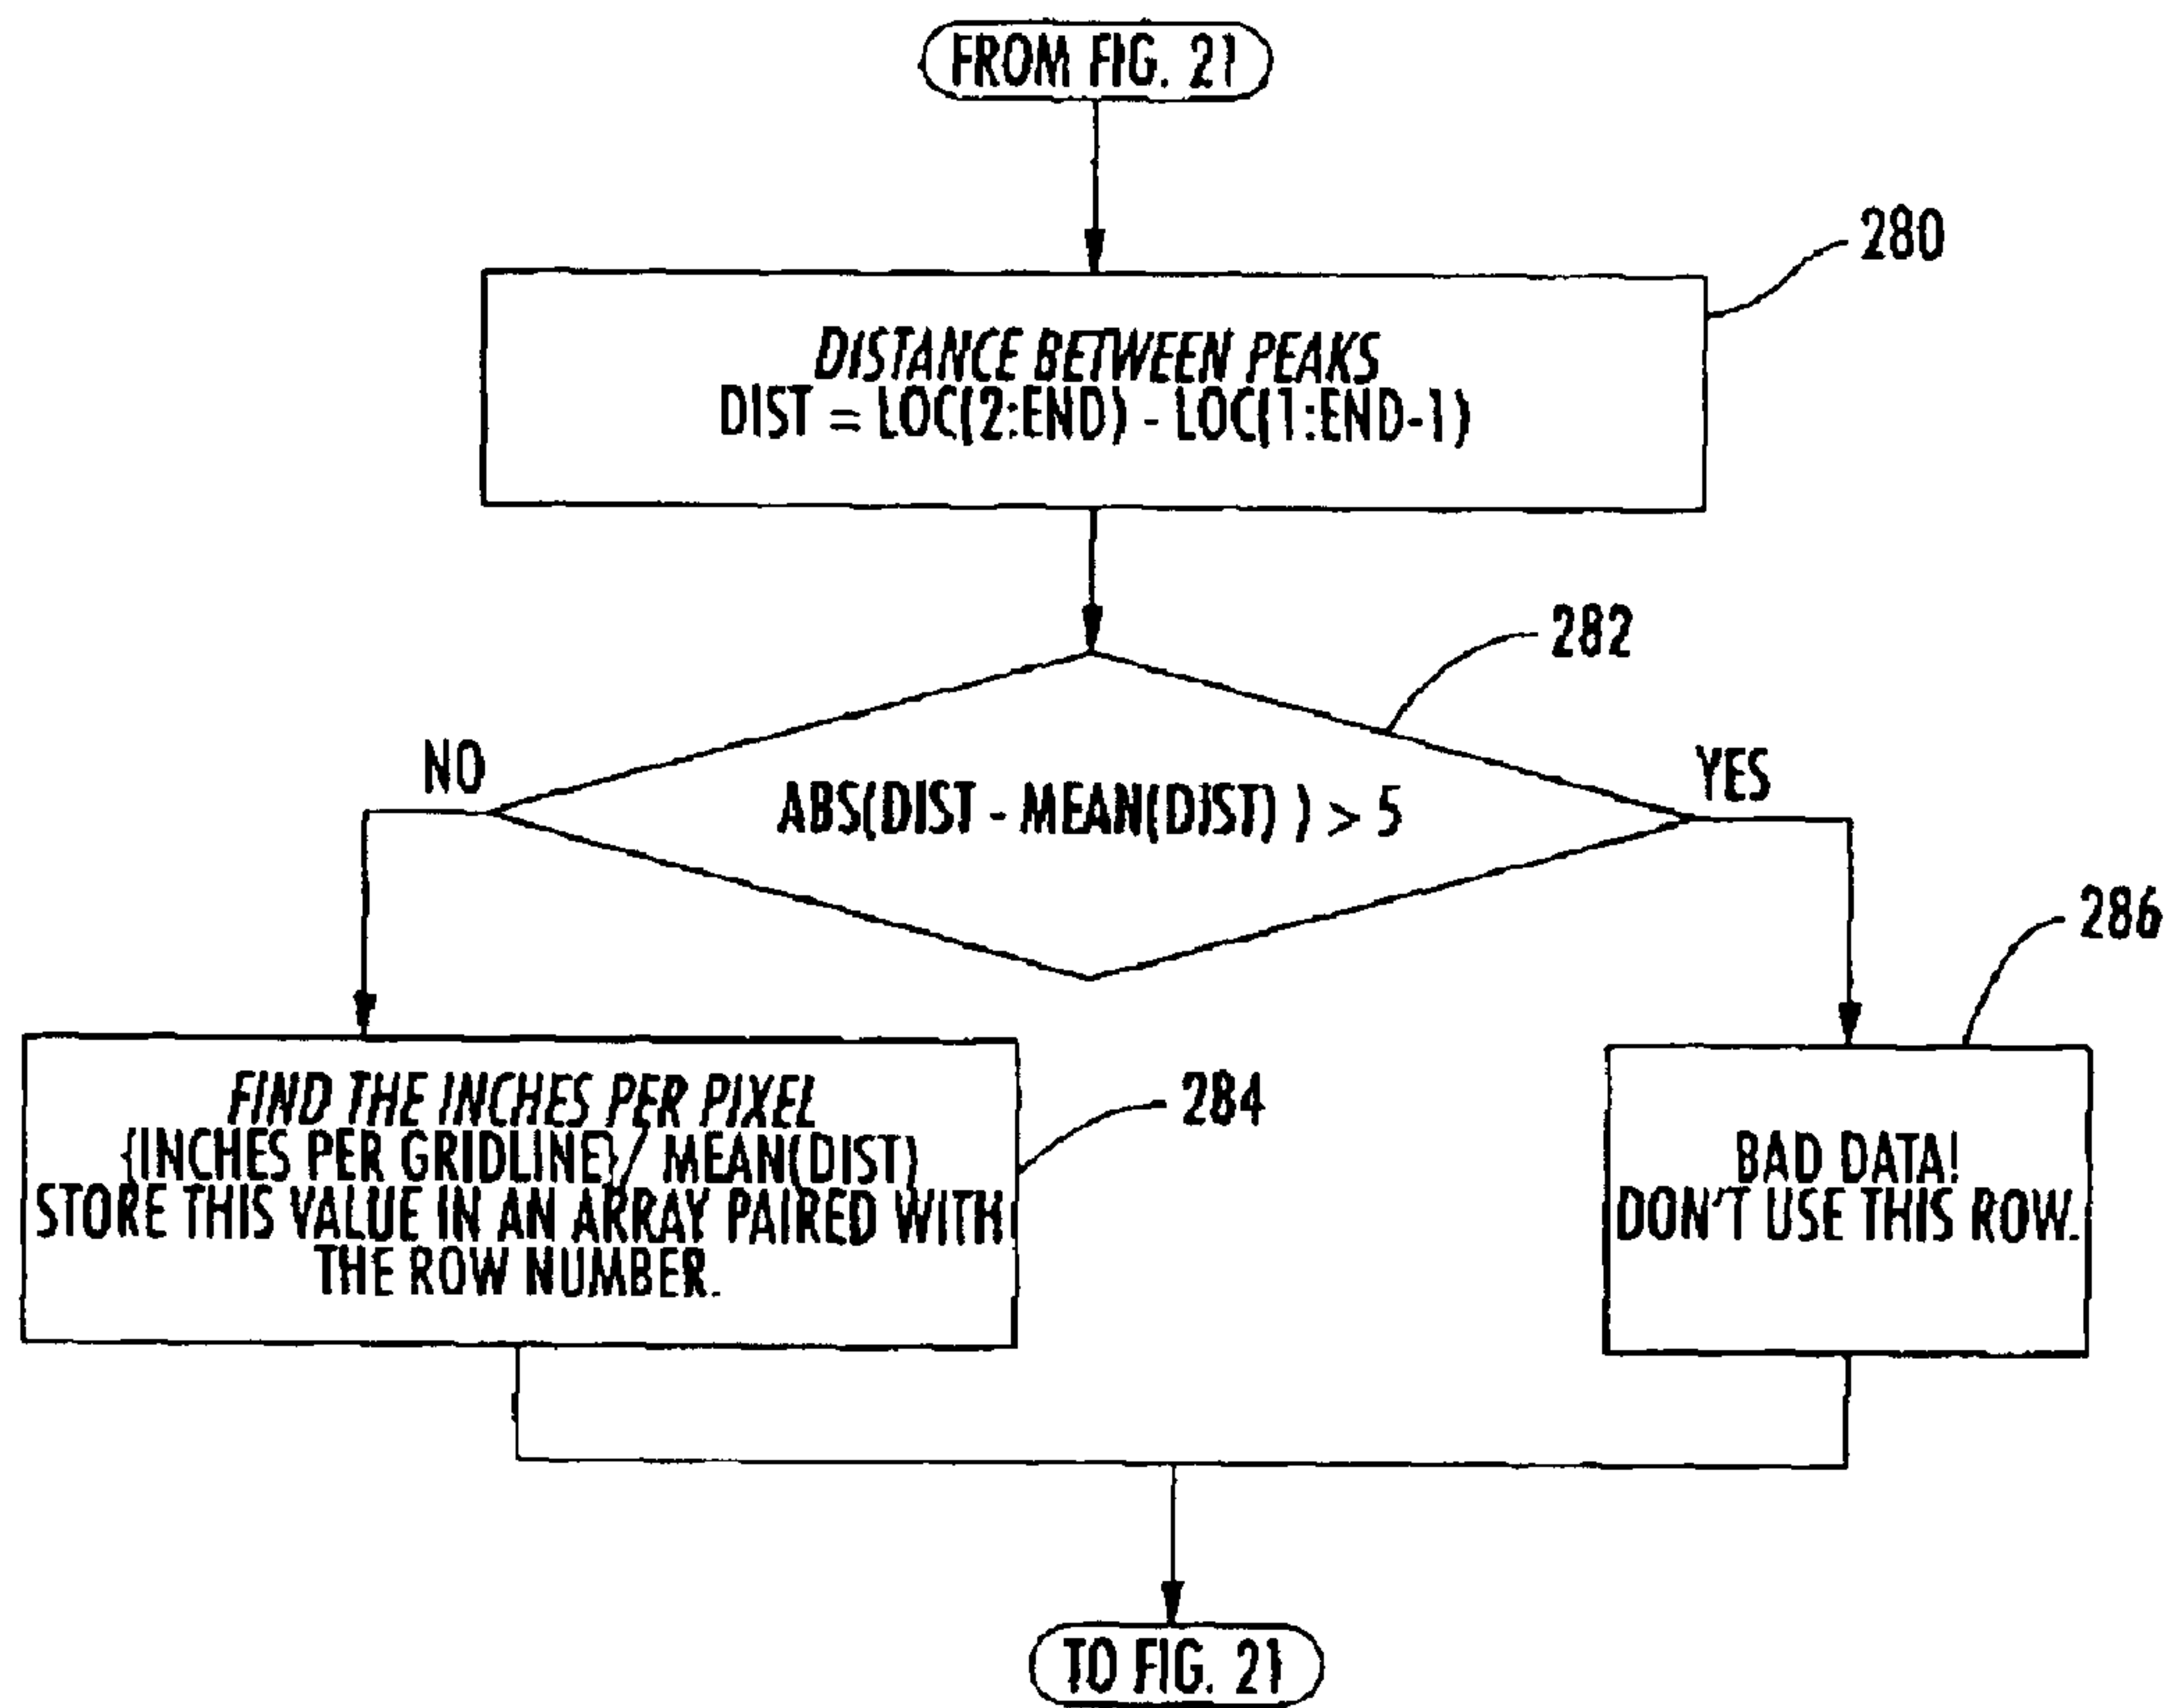 FROM FIG. 21
280
DISTANCE BETWEEN PEAKS
DIST = LOC(2:END) - LOC(1:END-1)
282
NO
YES
ABS(DIST - MEAN(DIST) ) > 5
286
FIND THE INCHES PER PIXEL
{INCHES PER GRIDLINE} / MEAN(DIST)
STORE THIS VALUE IN AN ARRAY PAIRED WITH
THE ROW NUMBER.
284
BAD DATA!
DON'T USE THIS ROW.
TO FIG. 21